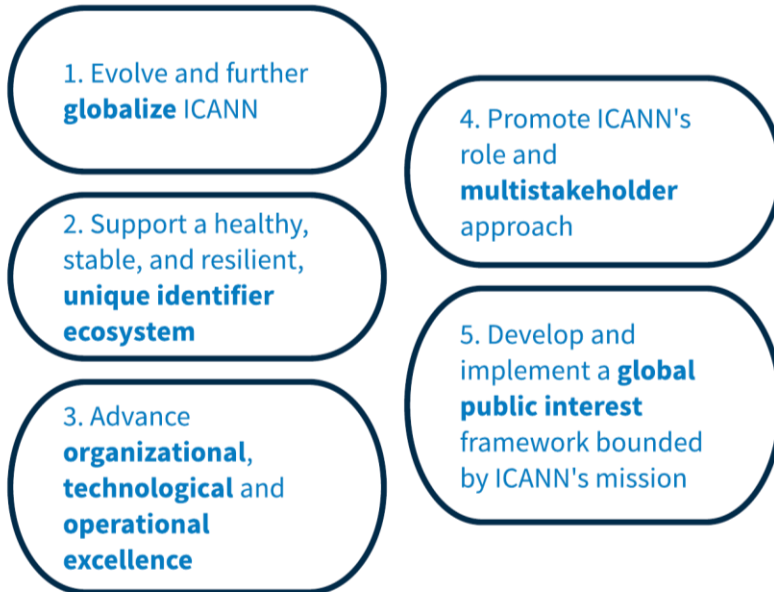 1. Evolve and further
globalize ICANN
2. Support a healthy,
stable, and resilient,
unique identifier
ecosystem
3. Advance
organizational,
technological and
operational
excellence
4. Promote ICANN's
role and
multistakeholder
approach
5. Develop and
implement a global
public interest
framework bounded
by ICANN's mission